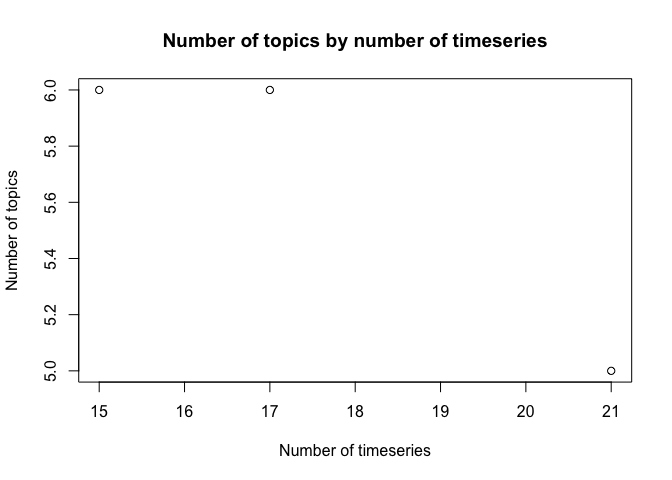 Number of topics by number of timeseries
6.0
5.8
5.6
5.4
5.2
5.0
Number of topics
15 16 17 18 19 20 21
Number of timeseries